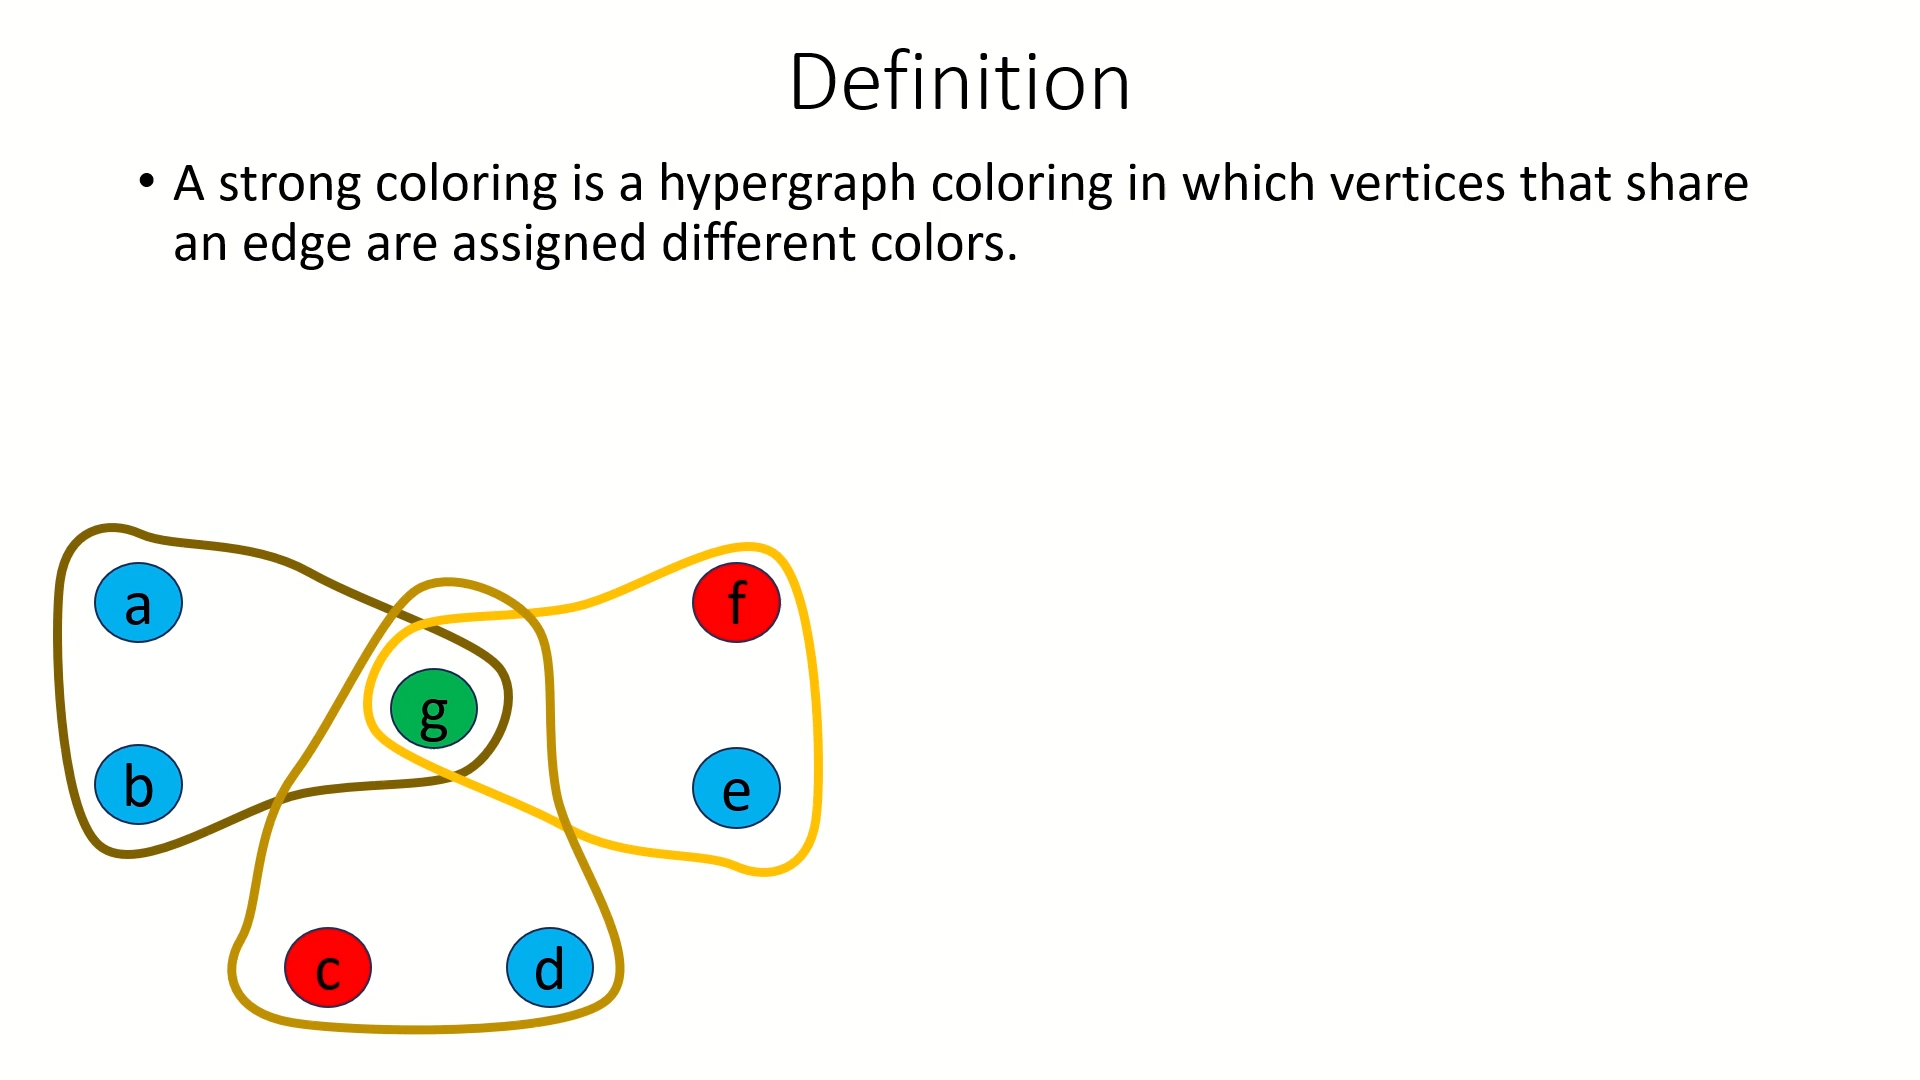 Definition
• A strong coloring is a hypergraph coloring in which vertices that share
an edge are assigned different colors.
a
f
g
b
e
c
d